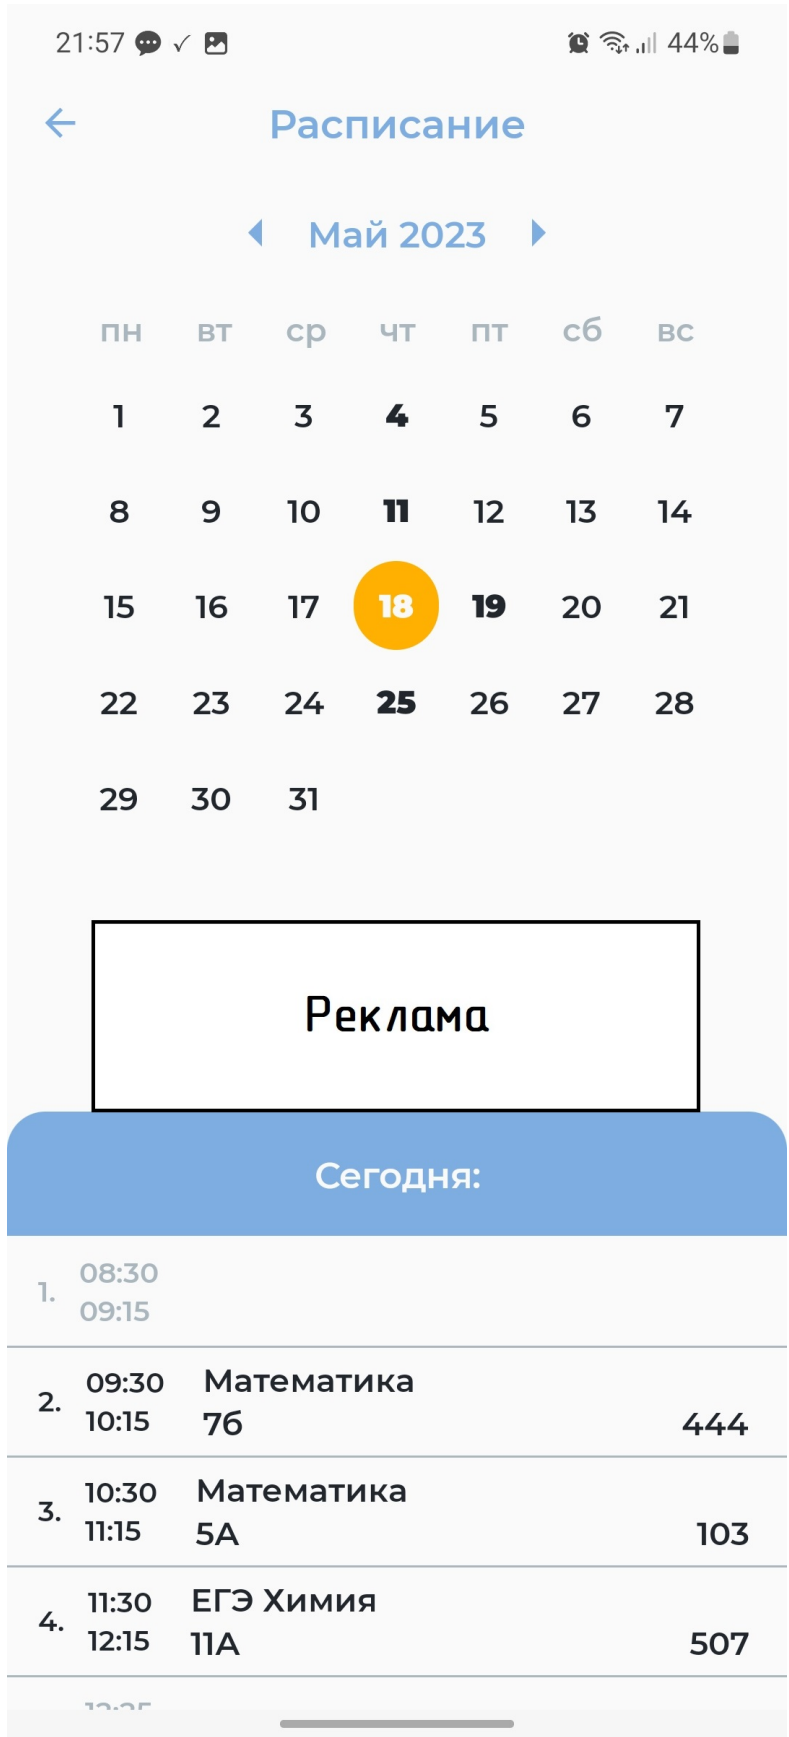 21:57 44%
Расписание
Май 2023
пн вт ср чт пт сб вс
1 2 3 4 5 6 7
8 9 10 11 12 13 14
15 16 17 18 19 20 21
22 23 24 25 26 27 28
29 30 31
Реклама
Сегодня:
1. 08:30
09:15
2. 09:30 Математика
10:15 7б 444
3. 10:30 Математика
11:15 5А 103
4. 11:30 ЕГЭ Химия
12:15 11А 507